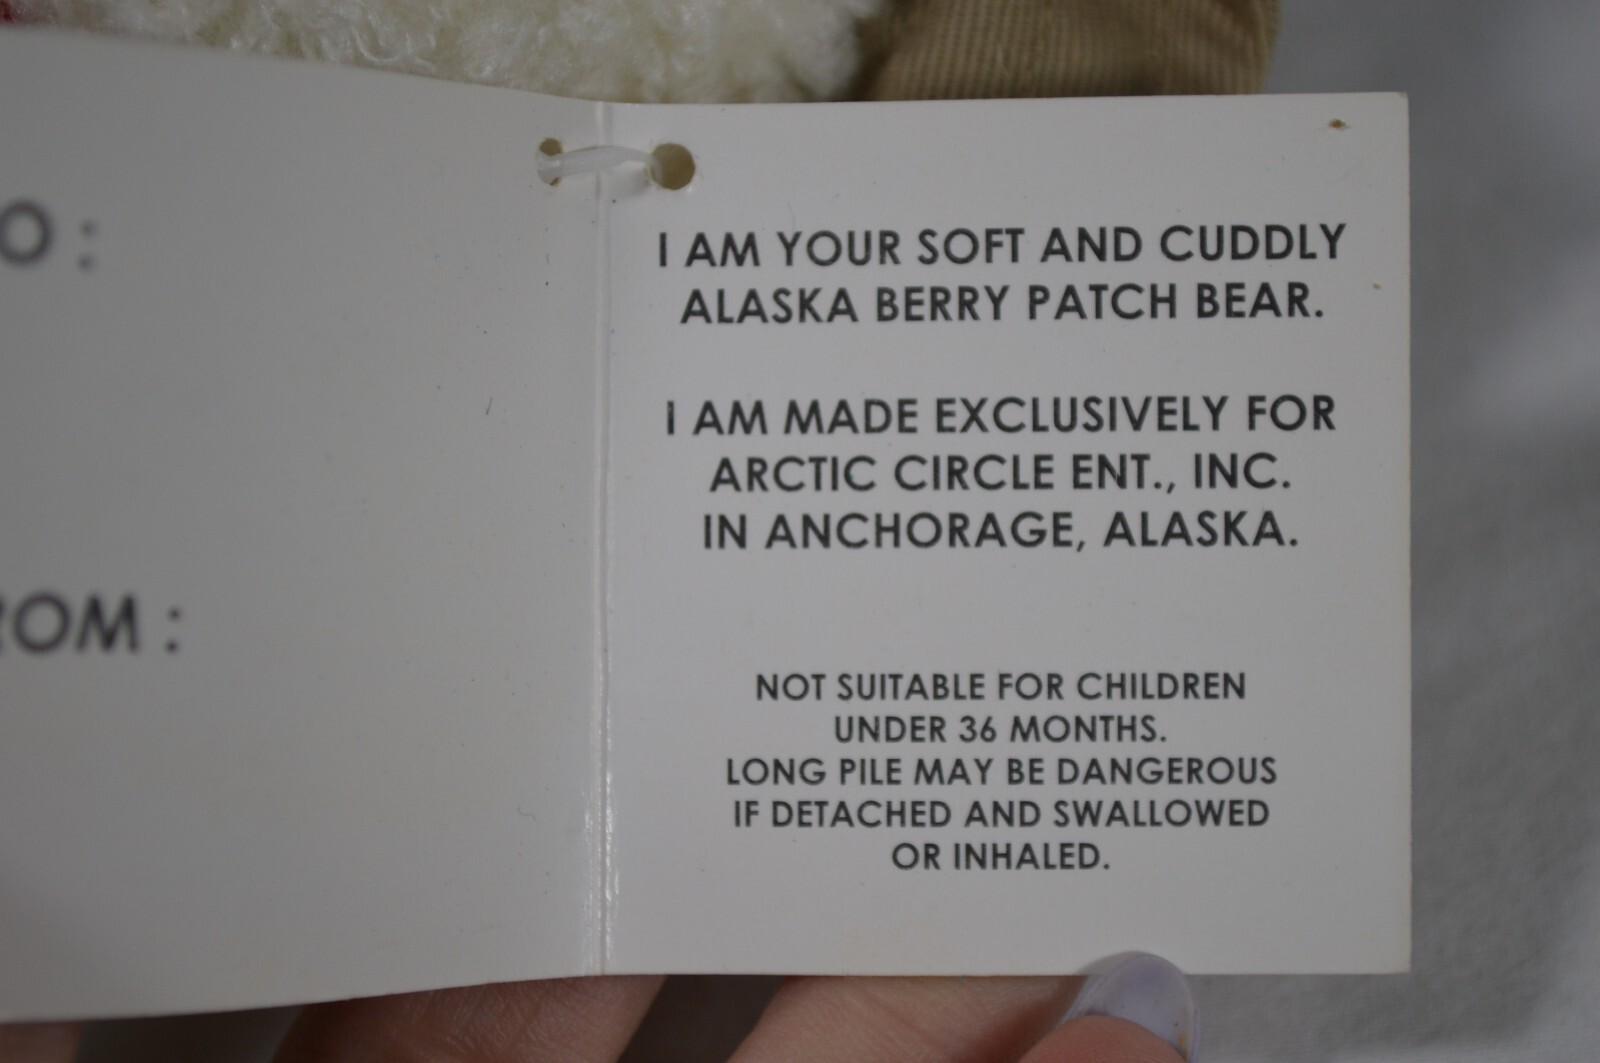 O :
ROM :
I AM YOUR SOFT AND CUDDLY
ALASKA BERRY PATCH BEAR.
I AM MADE EXCLUSIVELY FOR
ARCTIC CIRCLE ENT., INC.
IN ANCHORAGE, ALASKA.
NOT SUITABLE FOR CHILDREN
UNDER 36 MONTHS.
LONG PILE MAY BE DANGEROUS
IF DETACHED AND SWALLOWED
OR INHALED.